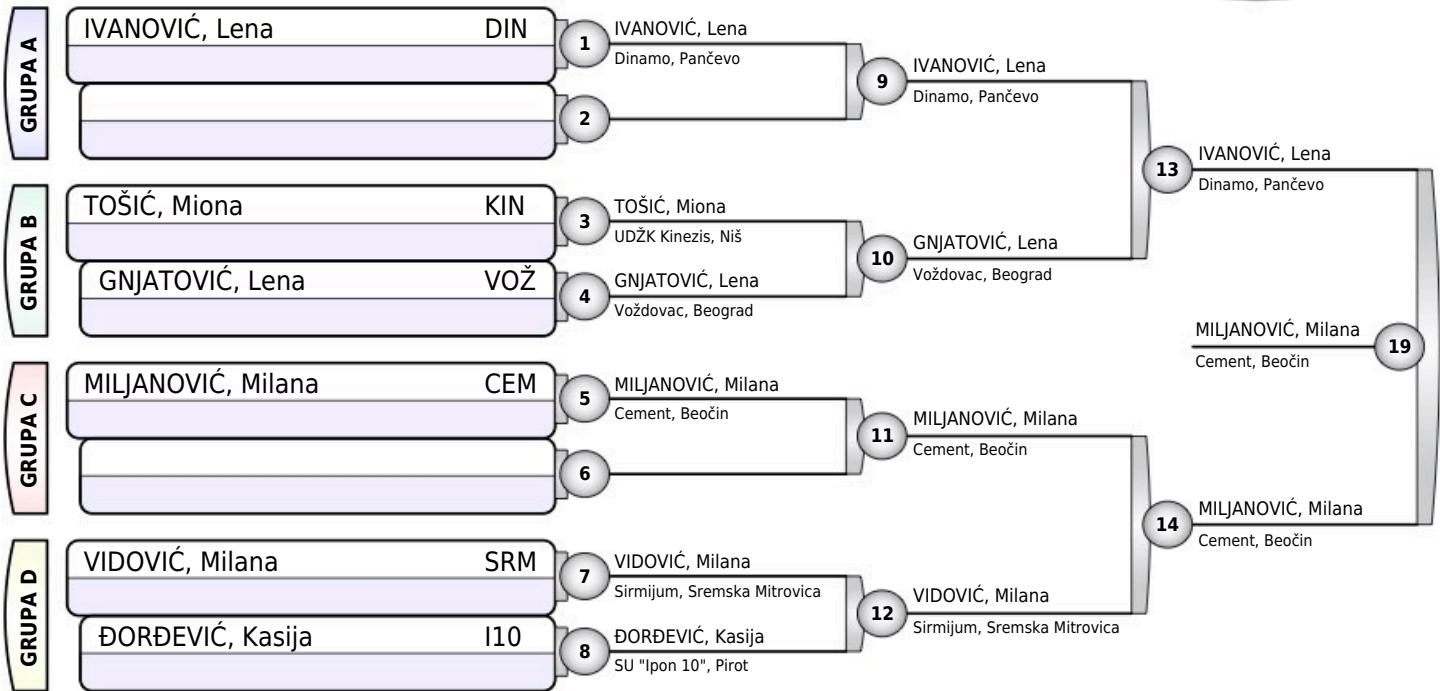 GRUPA A
IVANOVIĆ, Lena DIN
1
IVANOVIĆ, Lena
Dinamo, Pančevo
2
9
IVANOVIĆ, Lena
Dinamo, Pančevo
GRUPA B
TOŠIĆ, Miona KIN
GNJATOVIĆ, Lena VOŽ
3
TOŠIĆ, Miona
UDŽK Kinezis, Niš
4
GNJATOVIĆ, Lena
Voždovac, Beograd
10
GNJATOVIĆ, Lena
Voždovac, Beograd
13
IVANOVIĆ, Lena
Dinamo, Pančevo
GRUPA C
MILJANOVIĆ, Milana CEM
5
MILJANOVIĆ, Milana
Cement, Beočin
6
11
MILJANOVIĆ, Milana
Cement, Beočin
GRUPA D
VIDOVIĆ, Milana SRM
ĐORĐEVIĆ, Kasija I10
7
VIDOVIĆ, Milana
Sirmijum, Sremska Mitrovica
8
ĐORĐEVIĆ, Kasija
SU "Ipon 10", Pirot
12
VIDOVIĆ, Milana
Sirmijum, Sremska Mitrovica
14
MILJANOVIĆ, Milana
Cement, Beočin
MILJANOVIĆ, Milana
Cement, Beočin
19